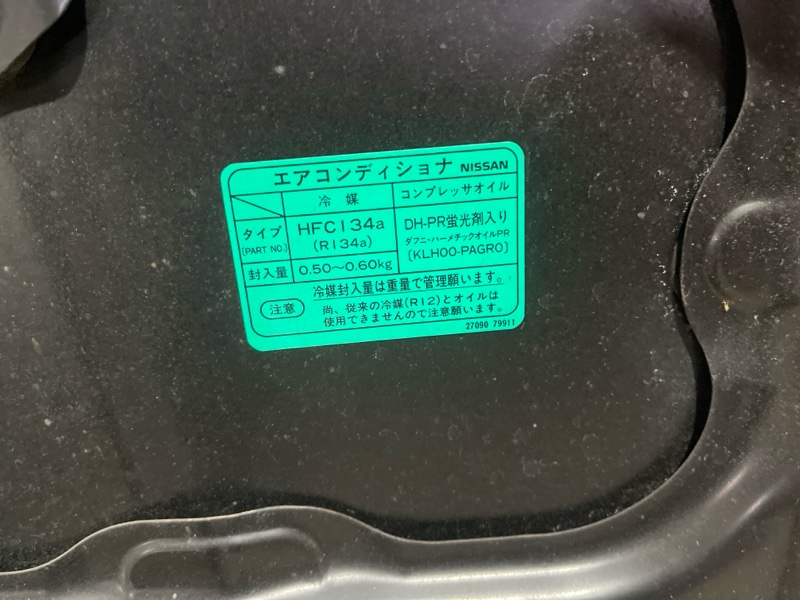 エアコンディショナ NISSAN
冷媒 コンプレッサオイル
タイプ HFC134a DH-PR蛍光剤入り
(PART NO.) (R134a) ダフニ・ハーメチックオイルPR
[KLH00-PAGR0]
封入量 0.50〜0.60kg
冷媒封入量は重量で管理願います。
注意 尚、従来の冷媒(R12)とオイルは
使用できませんので注意願います。
27090 79911